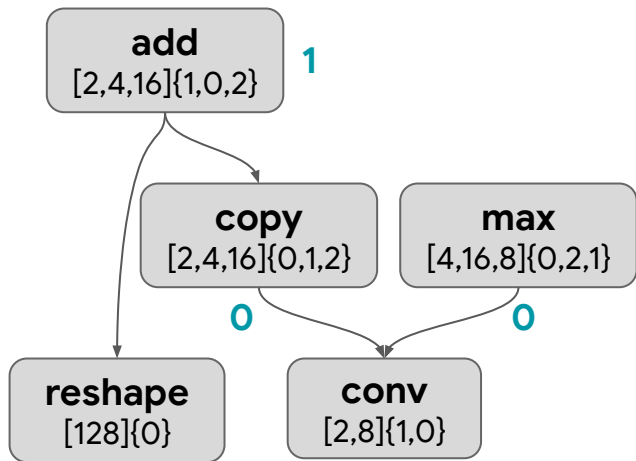 add
[2,4,16]{1,0,2}
1
copy
[2,4,16]{0,1,2}
max
[4,16,8]{0,2,1}
0
0
reshape
[128]{0}
conv
[2,8]{1,0}